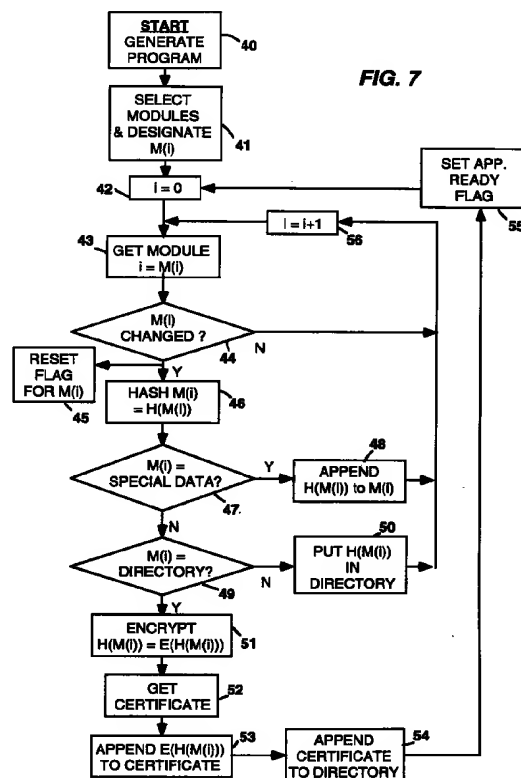 START
GENERATE
PROGRAM
40
FIG. 7
SELECT
MODULES
& DESIGNATE
M(i)
41
SET APP.
READY
FLAG
55
42
i = 0
i = i+1
56
43
GET MODULE
i = M(i)
M(i)
CHANGED ?
44
N
Y
RESET
FLAG
FOR M(i)
45
HASH M(i)
= H(M(i))
46
M(i) =
SPECIAL DATA?
47
Y
48
APPEND
H(M(i)) to M(i)
N
M(i) =
DIRECTORY?
49
N
50
PUT H(M(i))
IN
DIRECTORY
Y
ENCRYPT
H(M(i)) = E(H(M(i)))
51
GET
CERTIFICATE
52
APPEND E(H(M(i)))
TO CERTIFICATE
53
APPEND
CERTIFICATE
TO DIRECTORY
54